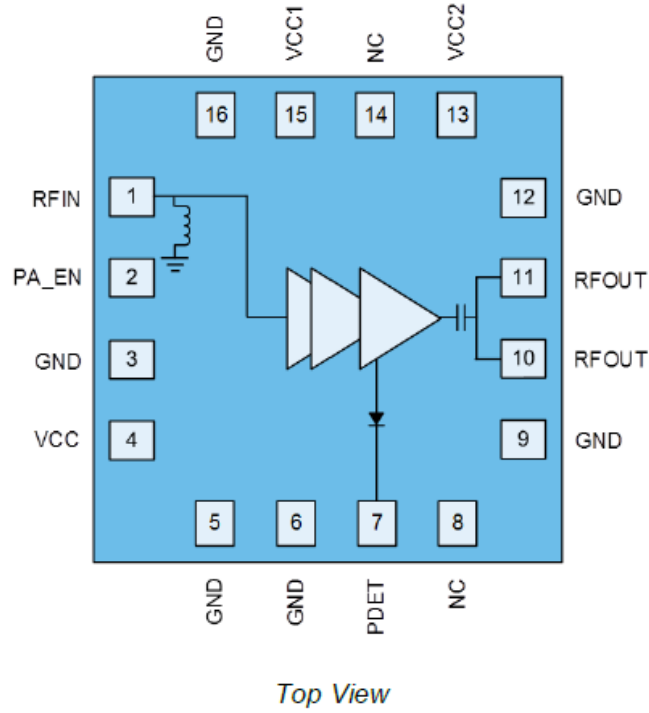 GND VCC1 NC VCC2
16 15 14 13
RFIN 1 12 GND
PA_EN 2 11 RFOUT
GND 3 10 RFOUT
VCC 4 9 GND
5 6 7 8
GND GND PDET NC
Top View